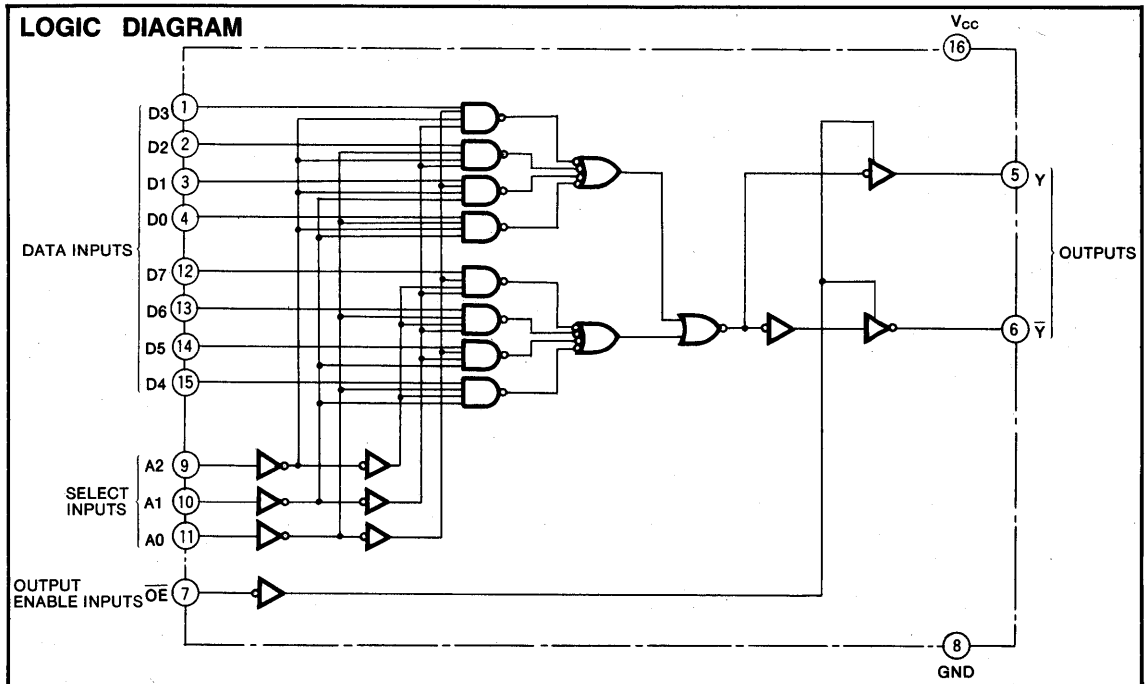 LOGIC DIAGRAM
VCC
16
D3 1
D2 2
D1 3
D0 4
DATA INPUTS
D7 12
D6 13
D5 14
D4 15
5 Y
OUTPUTS
6 Y̅
A2 9
SELECT
INPUTS
A1 10
A0 11
OUTPUT
ENABLE INPUTS O̅E̅ 7
8
GND